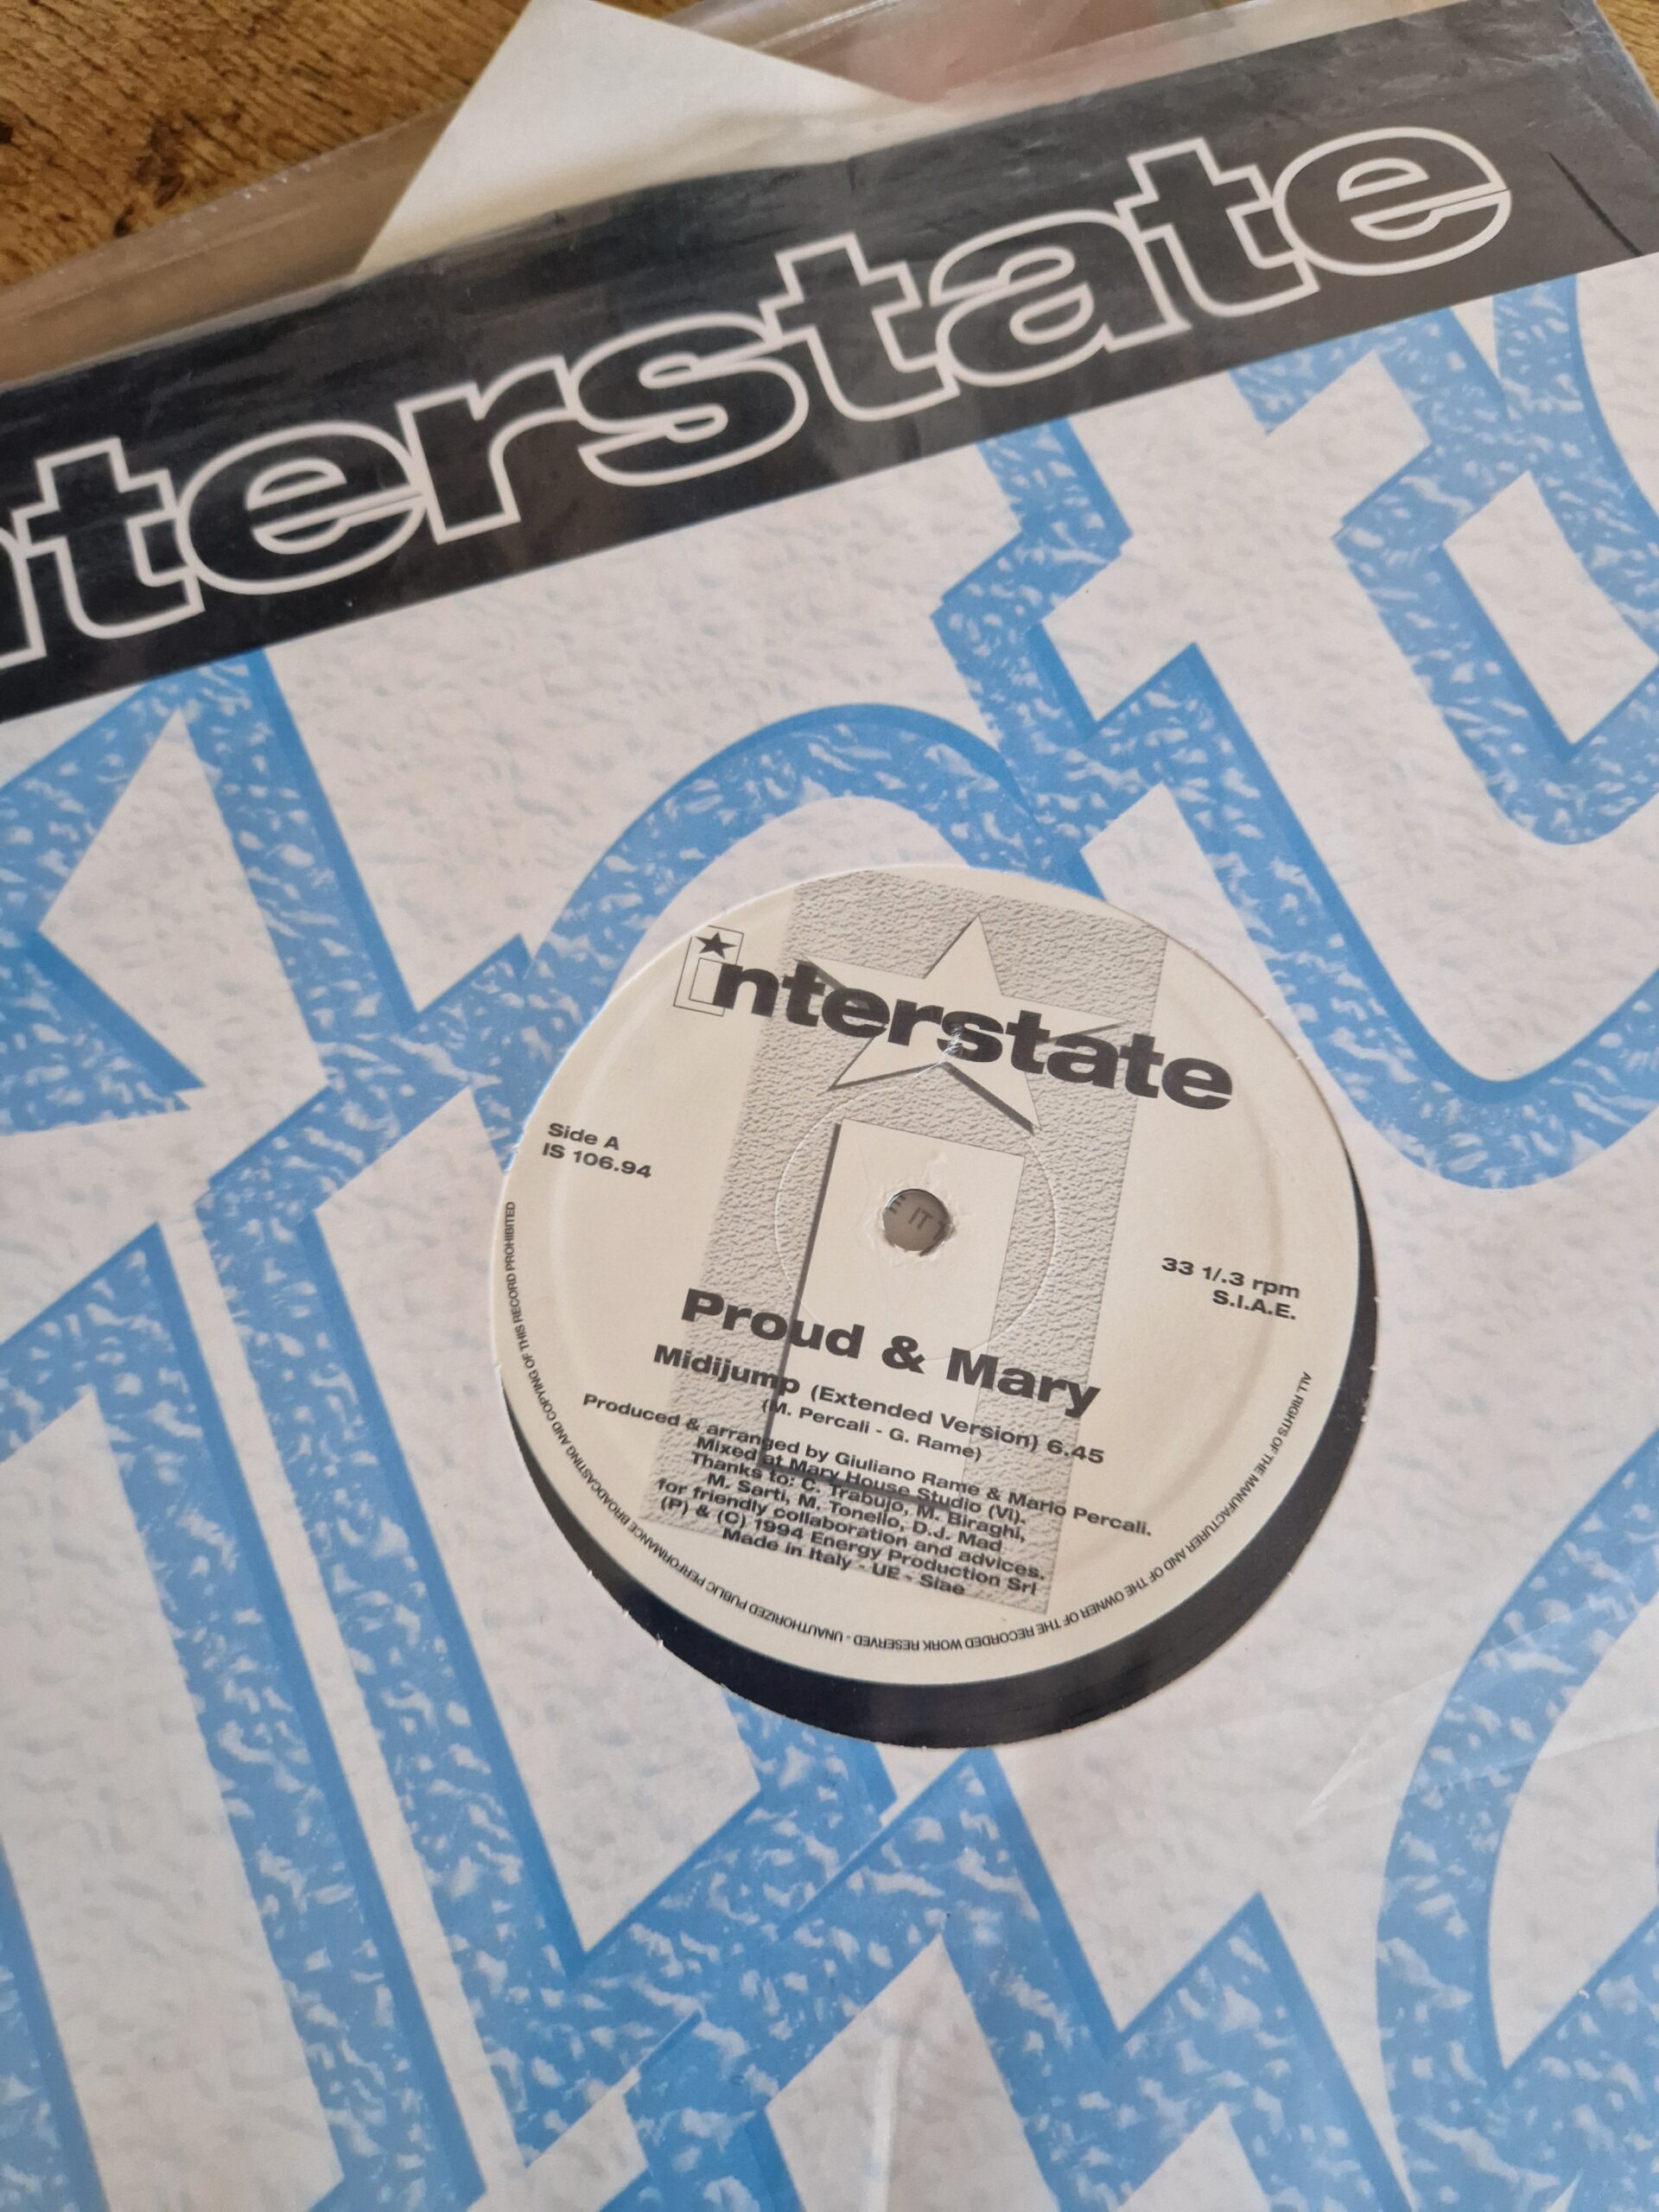 nterstate
interstate
Side A
IS 106.94
33 1/.3 rpm
S.I.A.E.
Proud & Mary
Midijump (Extended Version) 6.45
(M. Percali - G. Rame)
Produced & arranged by Giuliano Rame & Mario Percali.
Mixed at Mary House Studio (VI).
Thanks to: C. Trabujo, M. Biraghi,
M. Sarti, M. Tonello, D.J. Mad
for friendly collaboration and advices.
(P) & (C) 1994 Energy Production Srl
Made in Italy - UE - Siae
ALL RIGHTS OF THE MANUFACTURER AND OF THE OWNER OF THE RECORDED WORK RESERVED - UNAUTHORIZED PUBLIC PERFORMANCE BROADCASTING AND COPYING OF THIS RECORD PROHIBITED